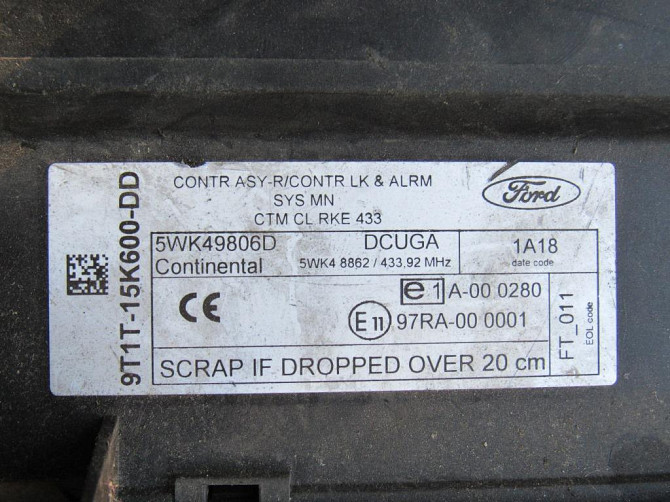 9T1T-15K600-DD
CONTR ASY-R/CONTR LK & ALRM
SYS MN
CTM CL RKE 433
Ford
5WK49806D DCUGA
Continental 5WK4 8862 / 433,92 MHz
1A18
date code
CE
e1 A-00 0280
E11 97RA-00 0001
FT_011
EOL code
SCRAP IF DROPPED OVER 20 cm